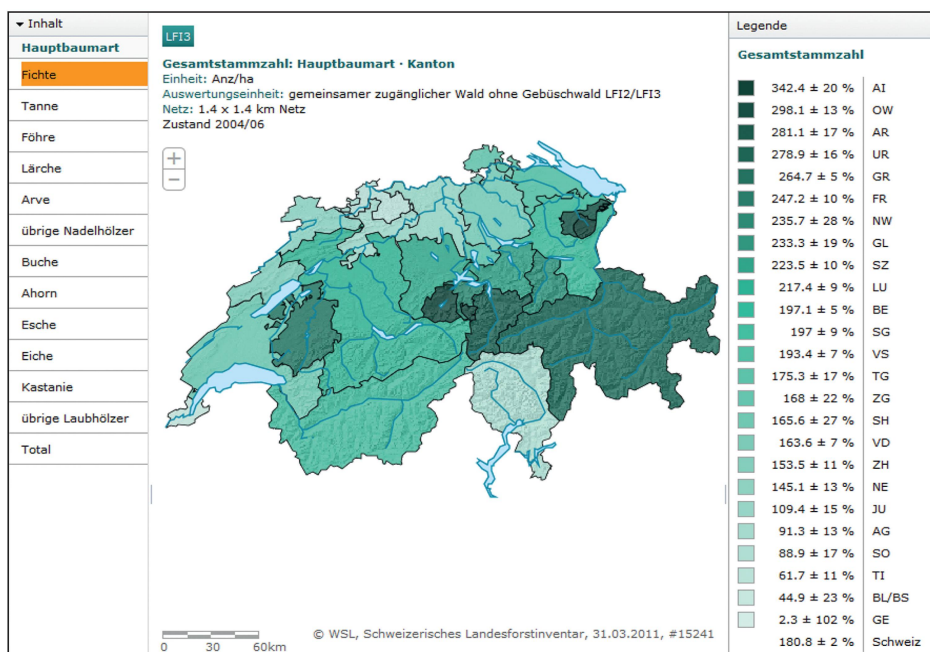 Inhalt
Hauptbaumart
Fichte
Tanne
Föhre
Lärche
Arve
übrige Nadelhölzer
Buche
Ahorn
Esche
Eiche
Kastanie
übrige Laubhölzer
Total
LFI3
Gesamtstammzahl: Hauptbaumart · Kanton
Einheit: Anz/ha
Auswertungseinheit: gemeinsamer zugänglicher Wald ohne Gebüschwald LFI2/LFI3
Netz: 1.4 x 1.4 km Netz
Zustand 2004/06
+
−
0 30 60km
© WSL, Schweizerisches Landesforstinventar, 31.03.2011, #15241
Legende
Gesamtstammzahl
342.4 ± 20 % AI
298.1 ± 13 % OW
281.1 ± 17 % AR
278.9 ± 16 % UR
264.7 ± 5 % GR
247.2 ± 10 % FR
235.7 ± 28 % NW
233.3 ± 19 % GL
223.5 ± 10 % SZ
217.4 ± 9 % LU
197.1 ± 5 % BE
197 ± 9 % SG
193.4 ± 7 % VS
175.3 ± 17 % TG
168 ± 22 % ZG
165.6 ± 27 % SH
163.6 ± 7 % VD
153.5 ± 11 % ZH
145.1 ± 13 % NE
109.4 ± 15 % JU
91.3 ± 13 % AG
88.9 ± 17 % SO
61.7 ± 11 % TI
44.9 ± 23 % BL/BS
2.3 ± 102 % GE
180.8 ± 2 % Schweiz